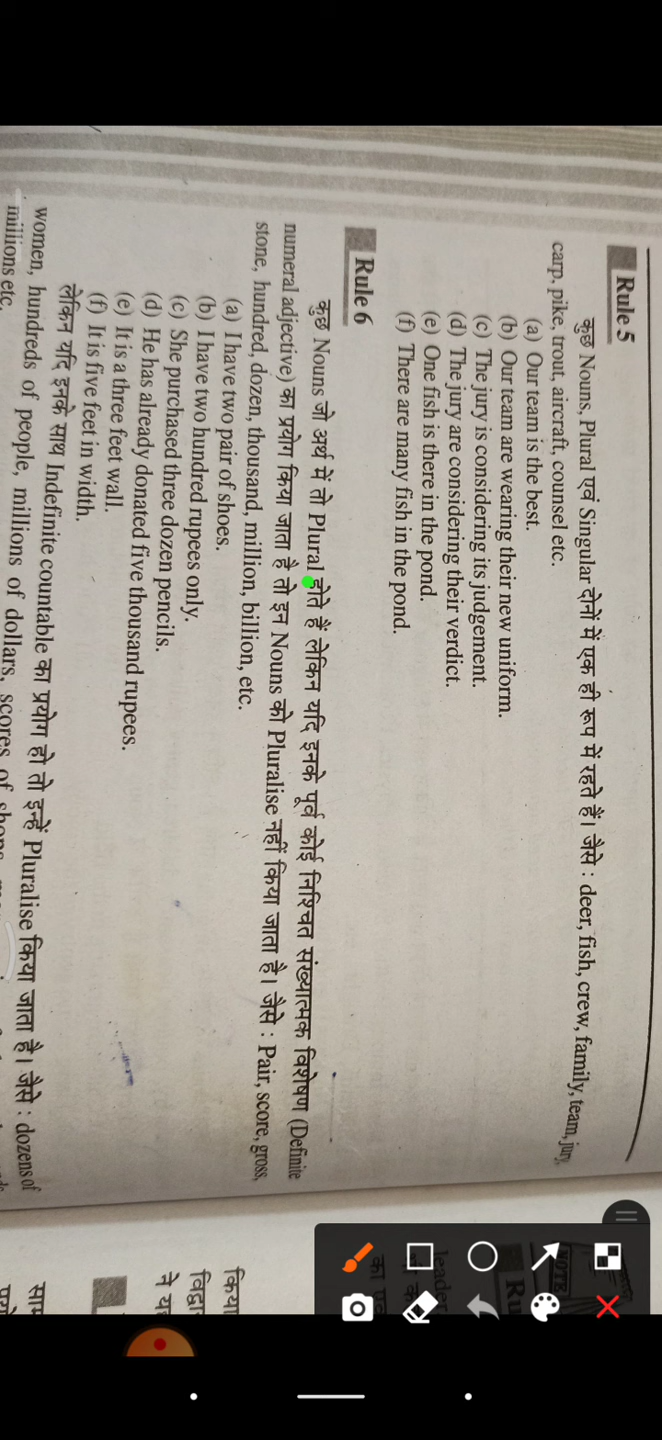 Rule 5
कुछ Nouns, Plural एवं Singular दोनों में एक ही रूप में रहते हैं। जैसे : deer, fish, crew, family, team, jury,
carp, pike, trout, aircraft, counsel etc.
(a) Our team is the best.
(b) Our team are wearing their new uniform.
(c) The jury is considering its judgement.
(d) The jury are considering their verdict.
(e) One fish is there in the pond.
(f) There are many fish in the pond.
Rule 6
कुछ Nouns जो अर्थ में तो Plural होते हैं लेकिन यदि इनके पूर्व कोई निश्चित संख्यात्मक विशेषण (Definite
numeral adjective) का प्रयोग किया जाता है तो इन Nouns को Pluralise नहीं किया जाता है। जैसे : Pair, score, gross,
stone, hundred, dozen, thousand, million, billion, etc.
(a) I have two pair of shoes.
(b) I have two hundred rupees only.
(c) She purchased three dozen pencils.
(d) He has already donated five thousand rupees.
(e) It is a three feet wall.
(f) It is five feet in width.
लेकिन यदि इनके साथ Indefinite countable का प्रयोग हो तो इन्हें Pluralise किया जाता है। जैसे : dozens of
women, hundreds of people, millions of dollars, scores of shops,
millions etc.
NOTE
Ru
leader
का
किया
ने